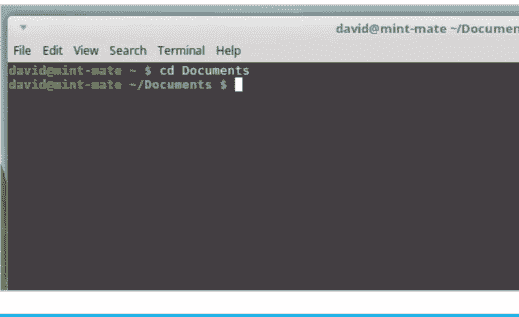 david@mint-mate ~/Documen
File Edit View Search Terminal Help
david@mint-mate ~ $ cd Documents
david@mint-mate ~/Documents $